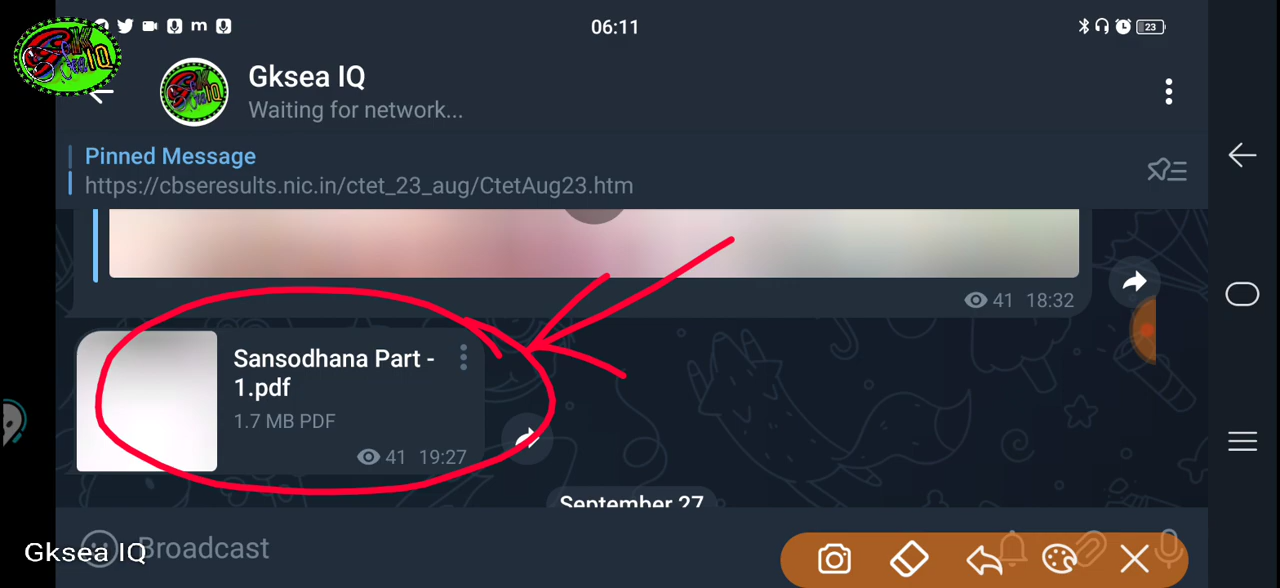 m
06:11
23
Gksea IQ
Waiting for network...
Pinned Message
https://cbseresults.nic.in/ctet_23_aug/CtetAug23.htm
41 18:32
Sansodhana Part -
1.pdf
1.7 MB PDF
41 19:27
September 27
Broadcast
Gksea IQ